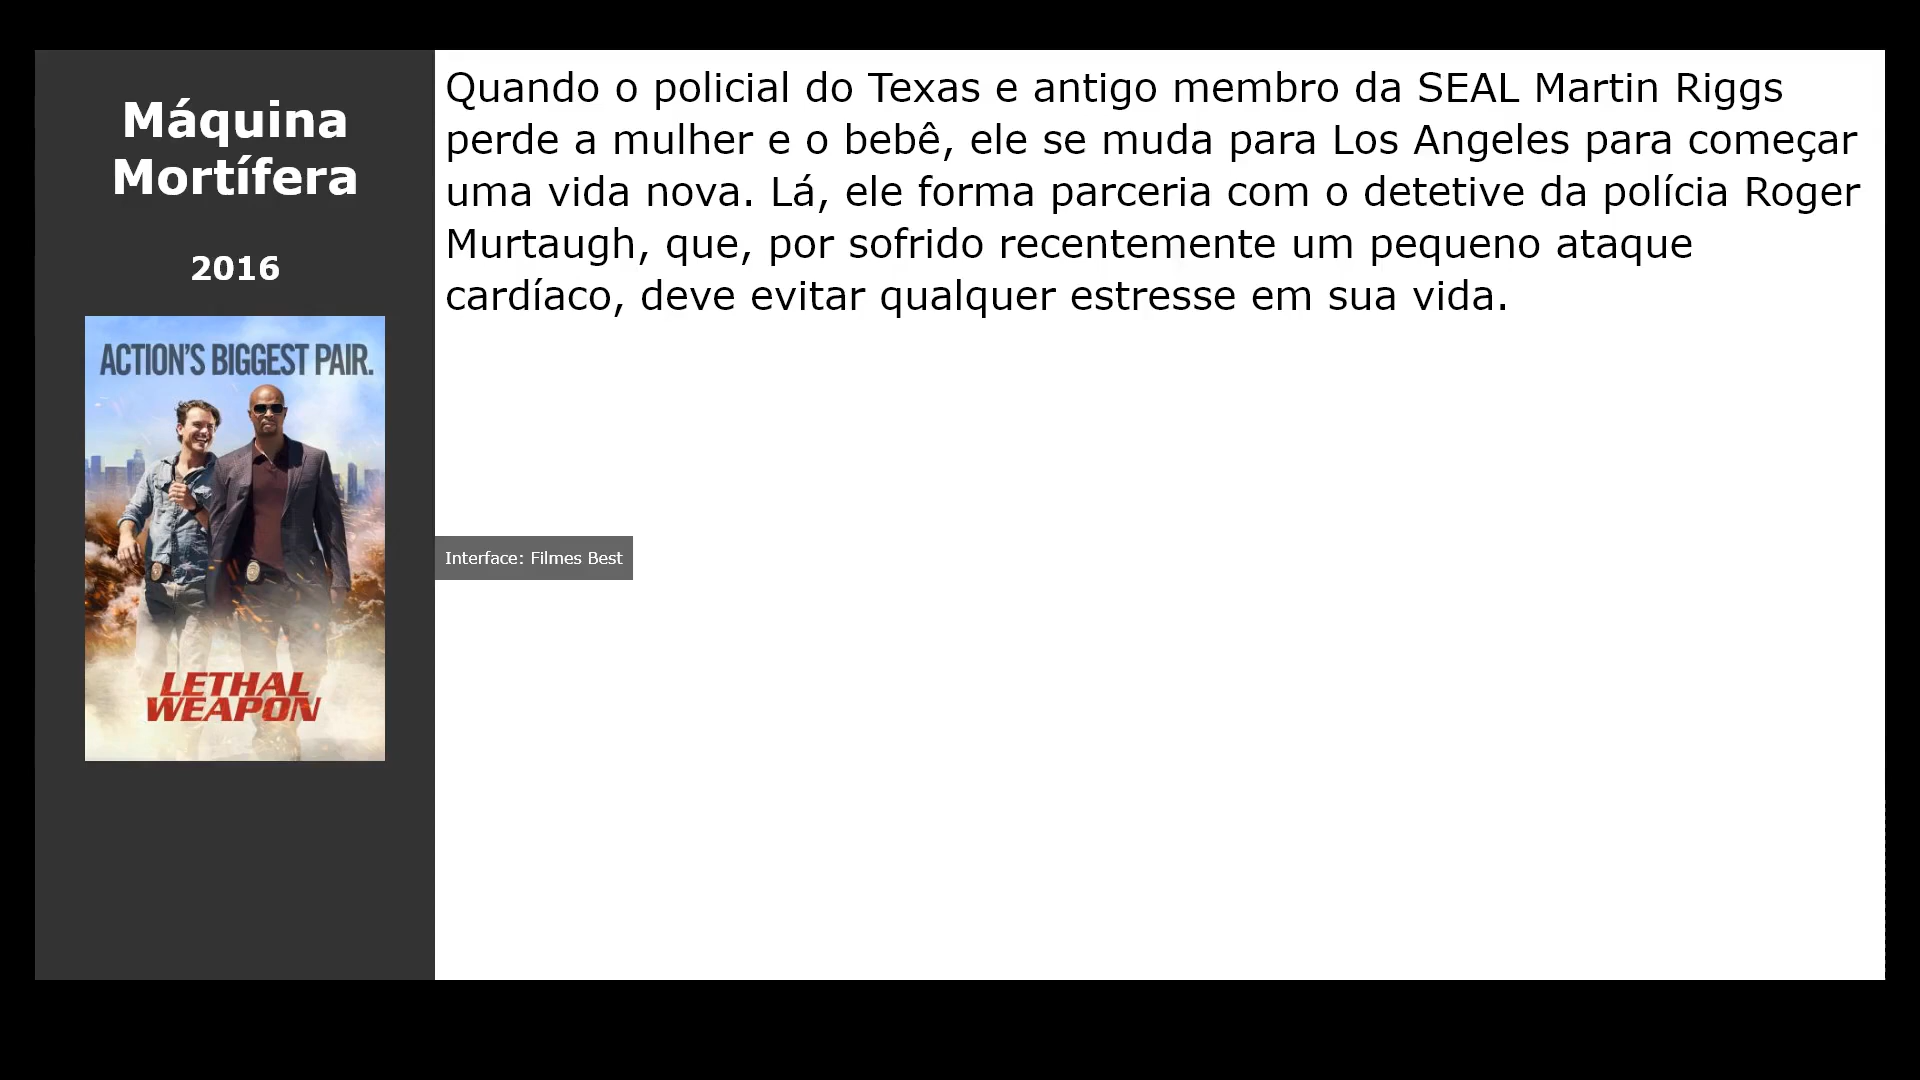 Máquina
Mortífera
2016
ACTION'S BIGGEST PAIR.
LETHAL
WEAPON
Quando o policial do Texas e antigo membro da SEAL Martin Riggs
perde a mulher e o bebê, ele se muda para Los Angeles para começar
uma vida nova. Lá, ele forma parceria com o detetive da polícia Roger
Murtaugh, que, por sofrido recentemente um pequeno ataque
cardíaco, deve evitar qualquer estresse em sua vida.
Interface: Filmes Best